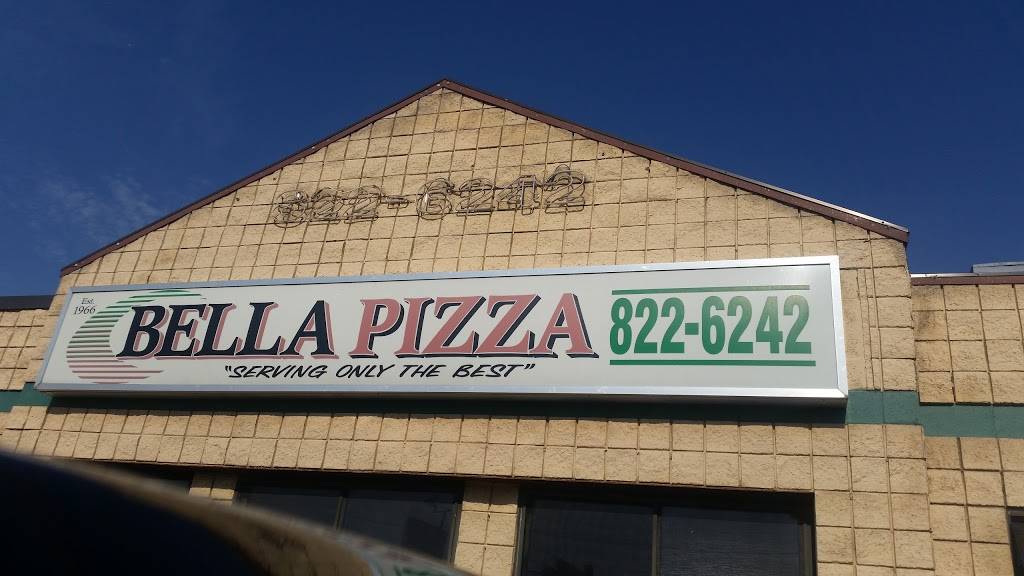 822-6242
Est.
1966
BELLA PIZZA
822-6242
"SERVING ONLY THE BEST"